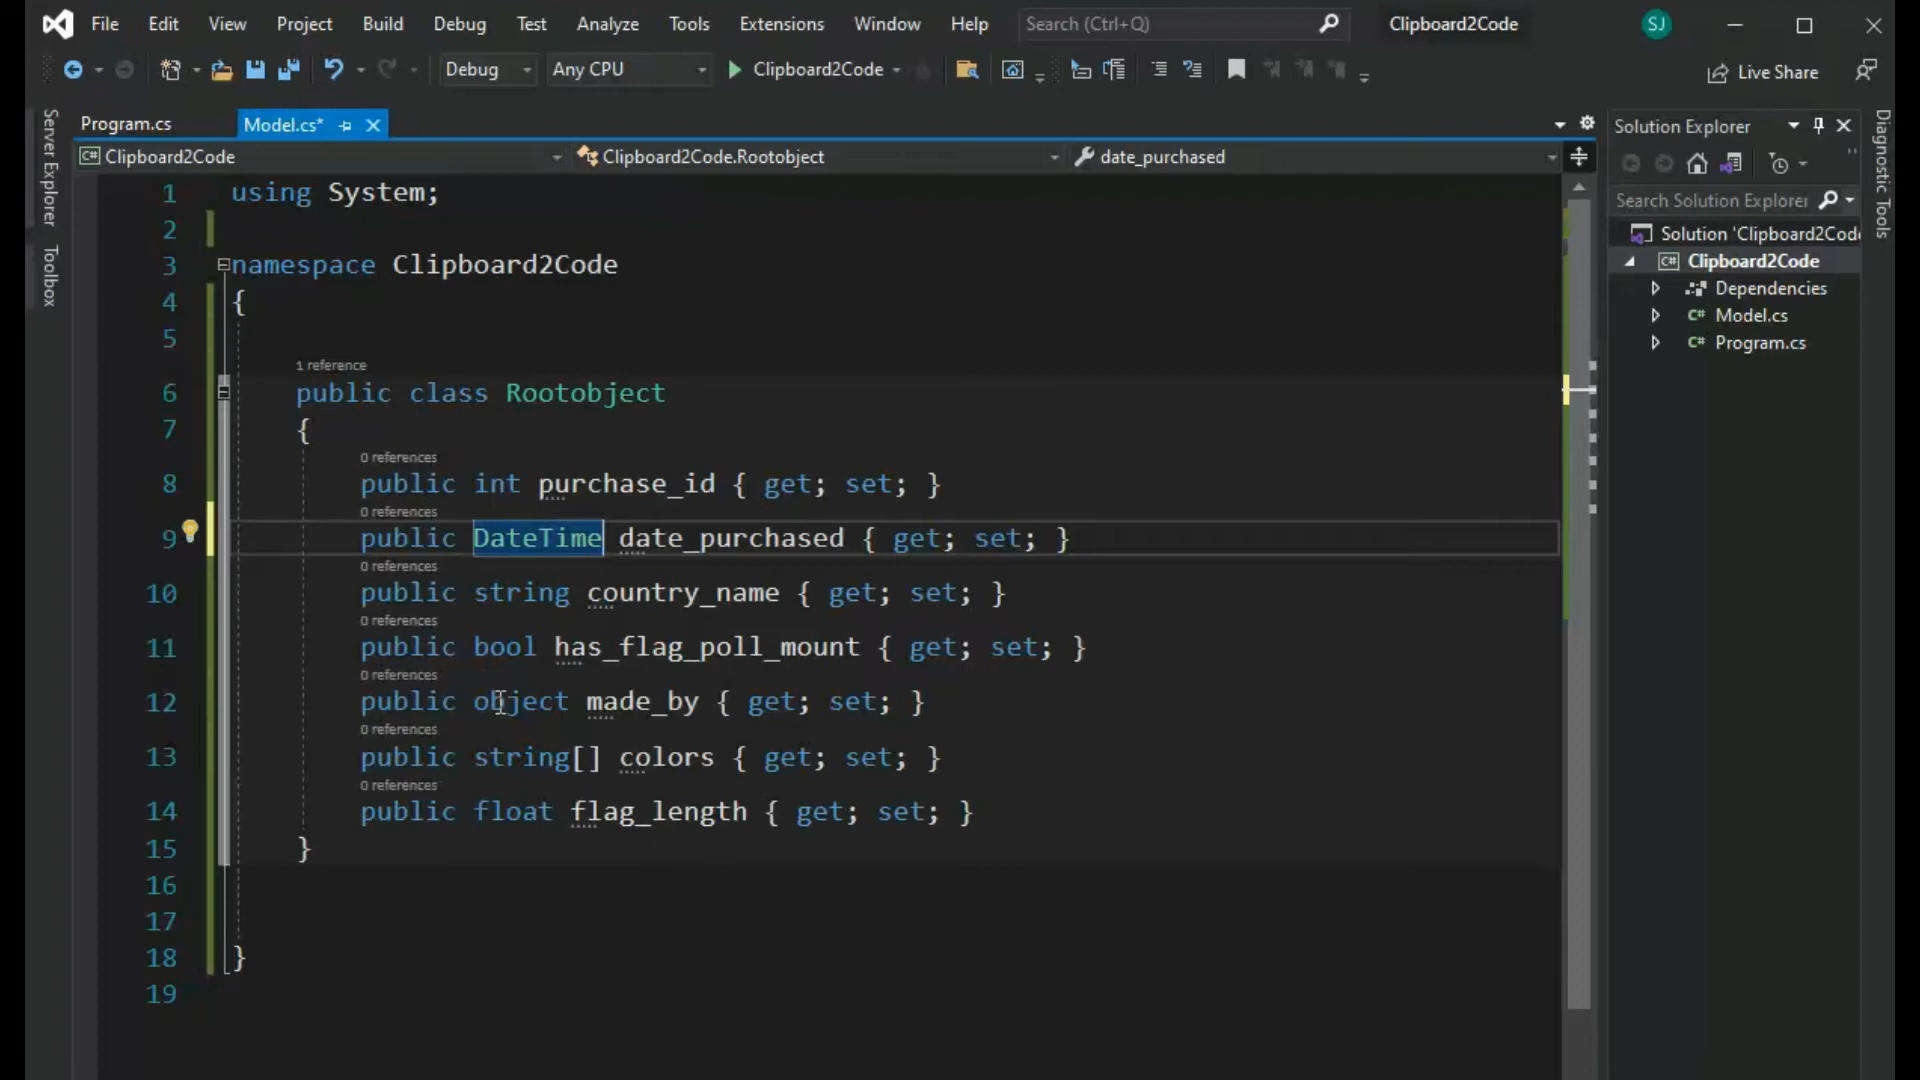 File Edit View Project Build Debug Test Analyze Tools Extensions Window Help Search (Ctrl+Q) Clipboard2Code SJ
Debug Any CPU Clipboard2Code Live Share
Server Explorer
Toolbox
Program.cs Model.cs*
Clipboard2Code Clipboard2Code.Rootobject date_purchased
1 using System;
2
3 namespace Clipboard2Code
4 {
5
1 reference
6 public class Rootobject
7 {
0 references
8 public int purchase_id { get; set; }
0 references
9 public DateTime date_purchased { get; set; }
0 references
10 public string country_name { get; set; }
0 references
11 public bool has_flag_poll_mount { get; set; }
0 references
12 public object made_by { get; set; }
0 references
13 public string[] colors { get; set; }
0 references
14 public float flag_length { get; set; }
15 }
16
17
18 }
19
Solution Explorer
Search Solution Explorer
Solution 'Clipboard2Code
Clipboard2Code
Dependencies
C# Model.cs
C# Program.cs
Diagnostic Tools